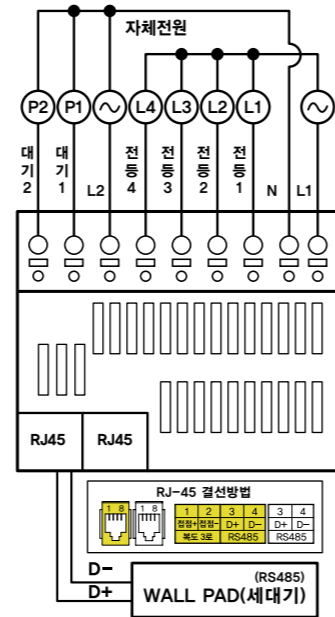 자체전원
P2 P1 L4 L3 L2 L1
대기2 대기1 L2 전등4 전등3 전등2 전등1 N L1
RJ45 RJ45
RJ-45 결선방법
1 8 1 8 1 2 3 4 3 4
접점+ 접점- D+ D- D+ D-
복도 3로 RS485 RS485
D-
D+
(RS485)
WALL PAD(세대기)